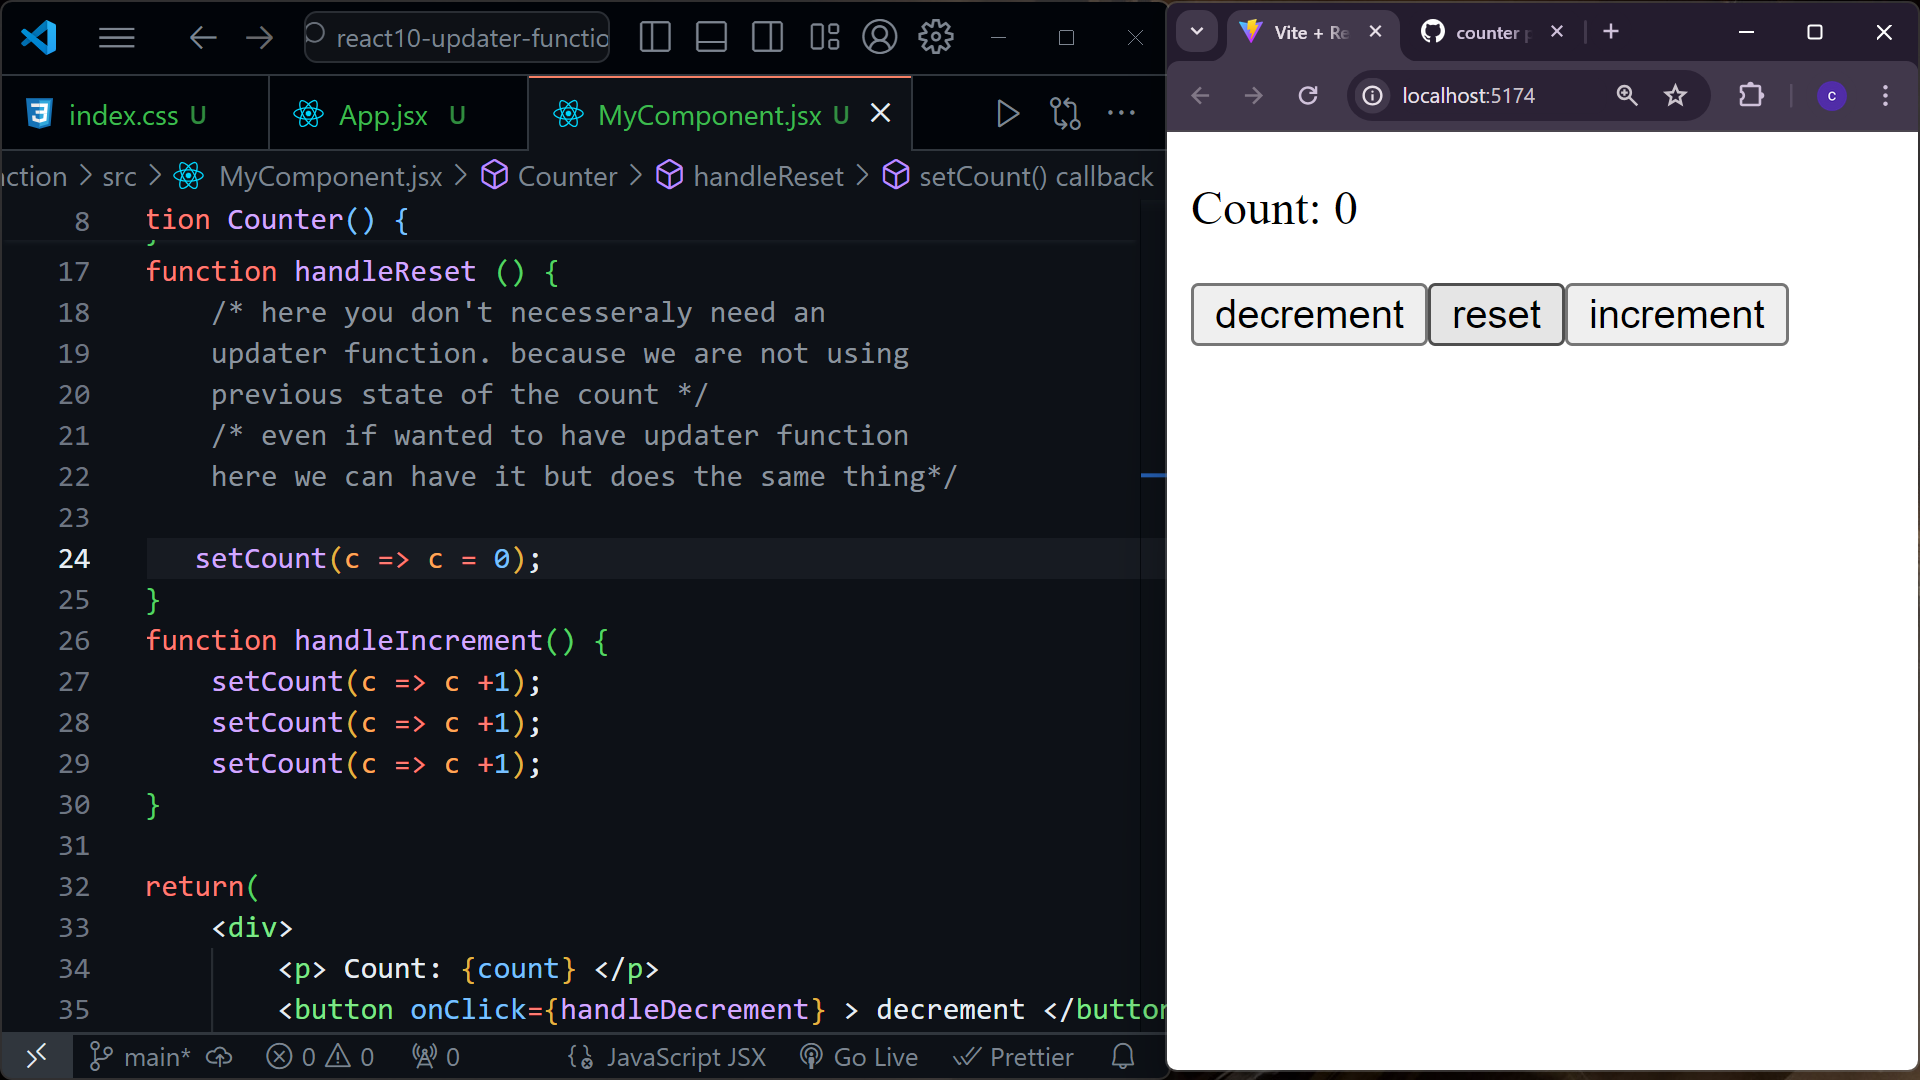 react10-updater-functio
index.css U
App.jsx U
MyComponent.jsx U
ction > src > MyComponent.jsx > Counter > handleReset > setCount() callback
8 tion Counter() {
}
17 function handleReset () {
18 /* here you don't necesseraly need an
19 updater function. because we are not using
20 previous state of the count */
21 /* even if wanted to have updater function
22 here we can have it but does the same thing*/
23
24 setCount(c => c = 0);
25 }
26 function handleIncrement() {
27 setCount(c => c +1);
28 setCount(c => c +1);
29 setCount(c => c +1);
30 }
31
32 return(
33 <div>
34 <p> Count: {count} </p>
35 <button onClick={handleDecrement} > decrement </button
main* 0 0 0 JavaScript JSX Go Live Prettier
Vite + Re
counter p
localhost:5174
c
Count: 0
decrement reset increment